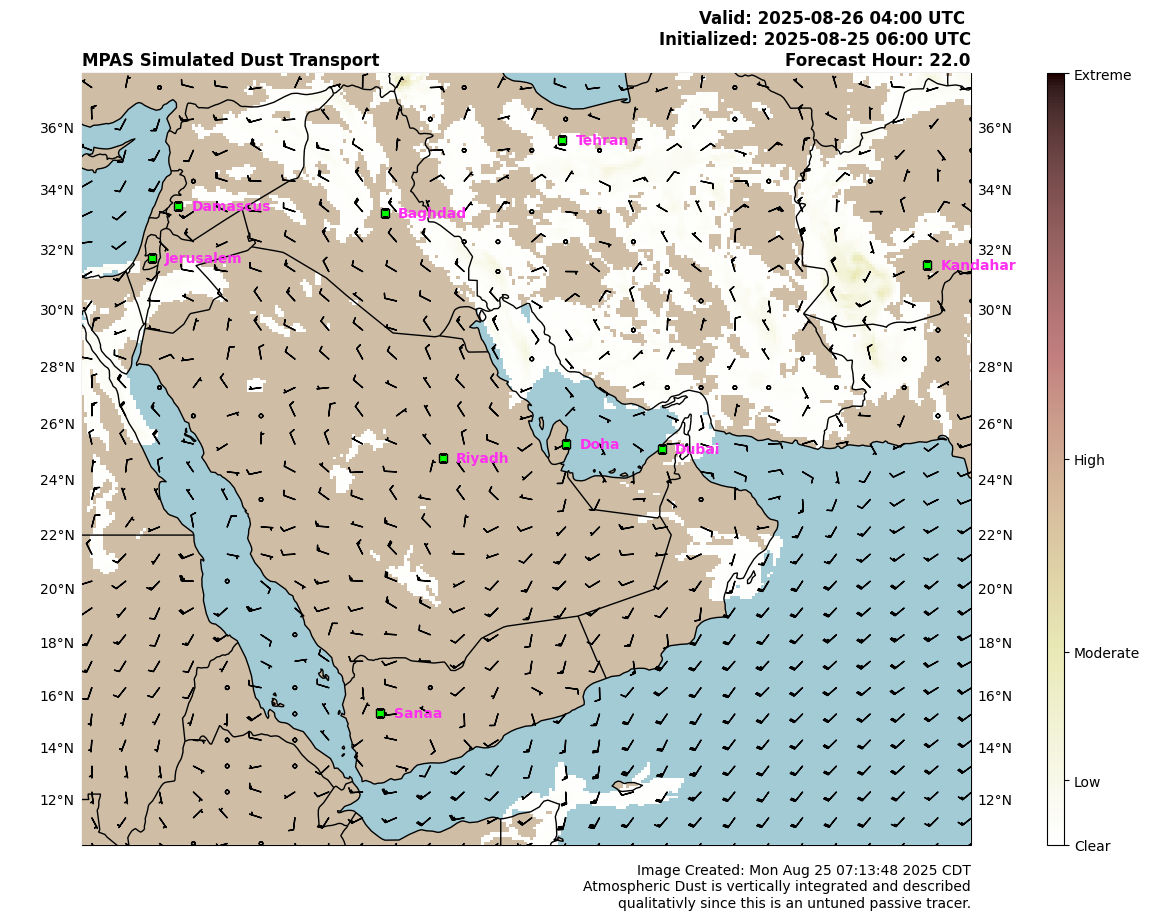 Valid: 2025-08-26 04:00 UTC
Initialized: 2025-08-25 06:00 UTC
MPAS Simulated Dust Transport
Forecast Hour: 22.0
Extreme
36°N
36°N
Tehran
34°N
34°N
Damascus
Baghdad
32°N
32°N
Jerusalem
Kandahar
30°N
30°N
28°N
28°N
26°N
26°N
Doha
Dubai
Riyadh
High
24°N
24°N
22°N
22°N
20°N
20°N
18°N
18°N
Moderate
16°N
16°N
Sanaa
14°N
14°N
Low
12°N
12°N
Clear
Image Created: Mon Aug 25 07:13:48 2025 CDT
Atmospheric Dust is vertically integrated and described
qualitativly since this is an untuned passive tracer.